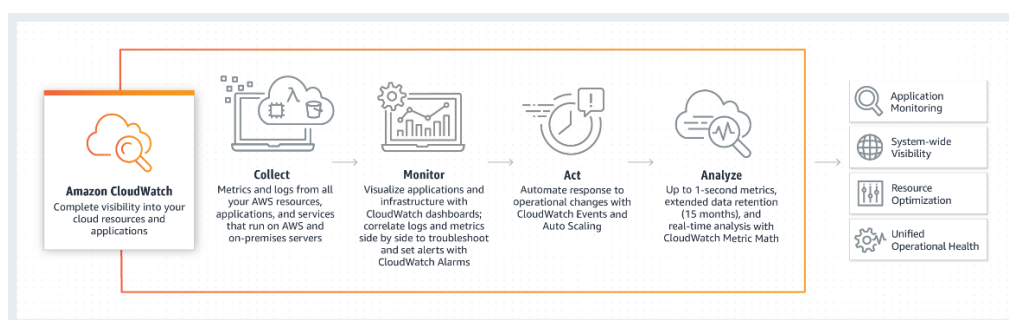 Amazon CloudWatch
Complete visibility into your
cloud resources and
applications
Collect
Metrics and logs from all
your AWS resources,
applications, and services
that run on AWS and
on-premises servers
Monitor
Visualize applications and
infrastructure with
CloudWatch dashboards;
correlate logs and metrics
side by side to troubleshoot
and set alerts with
CloudWatch Alarms
Act
Automate response to
operational changes with
CloudWatch Events and
Auto Scaling
Analyze
Up to 1-second metrics,
extended data retention
(15 months), and
real-time analysis with
CloudWatch Metric Math
Application
Monitoring
System-wide
Visibility
Resource
Optimization
Unified
Operational Health